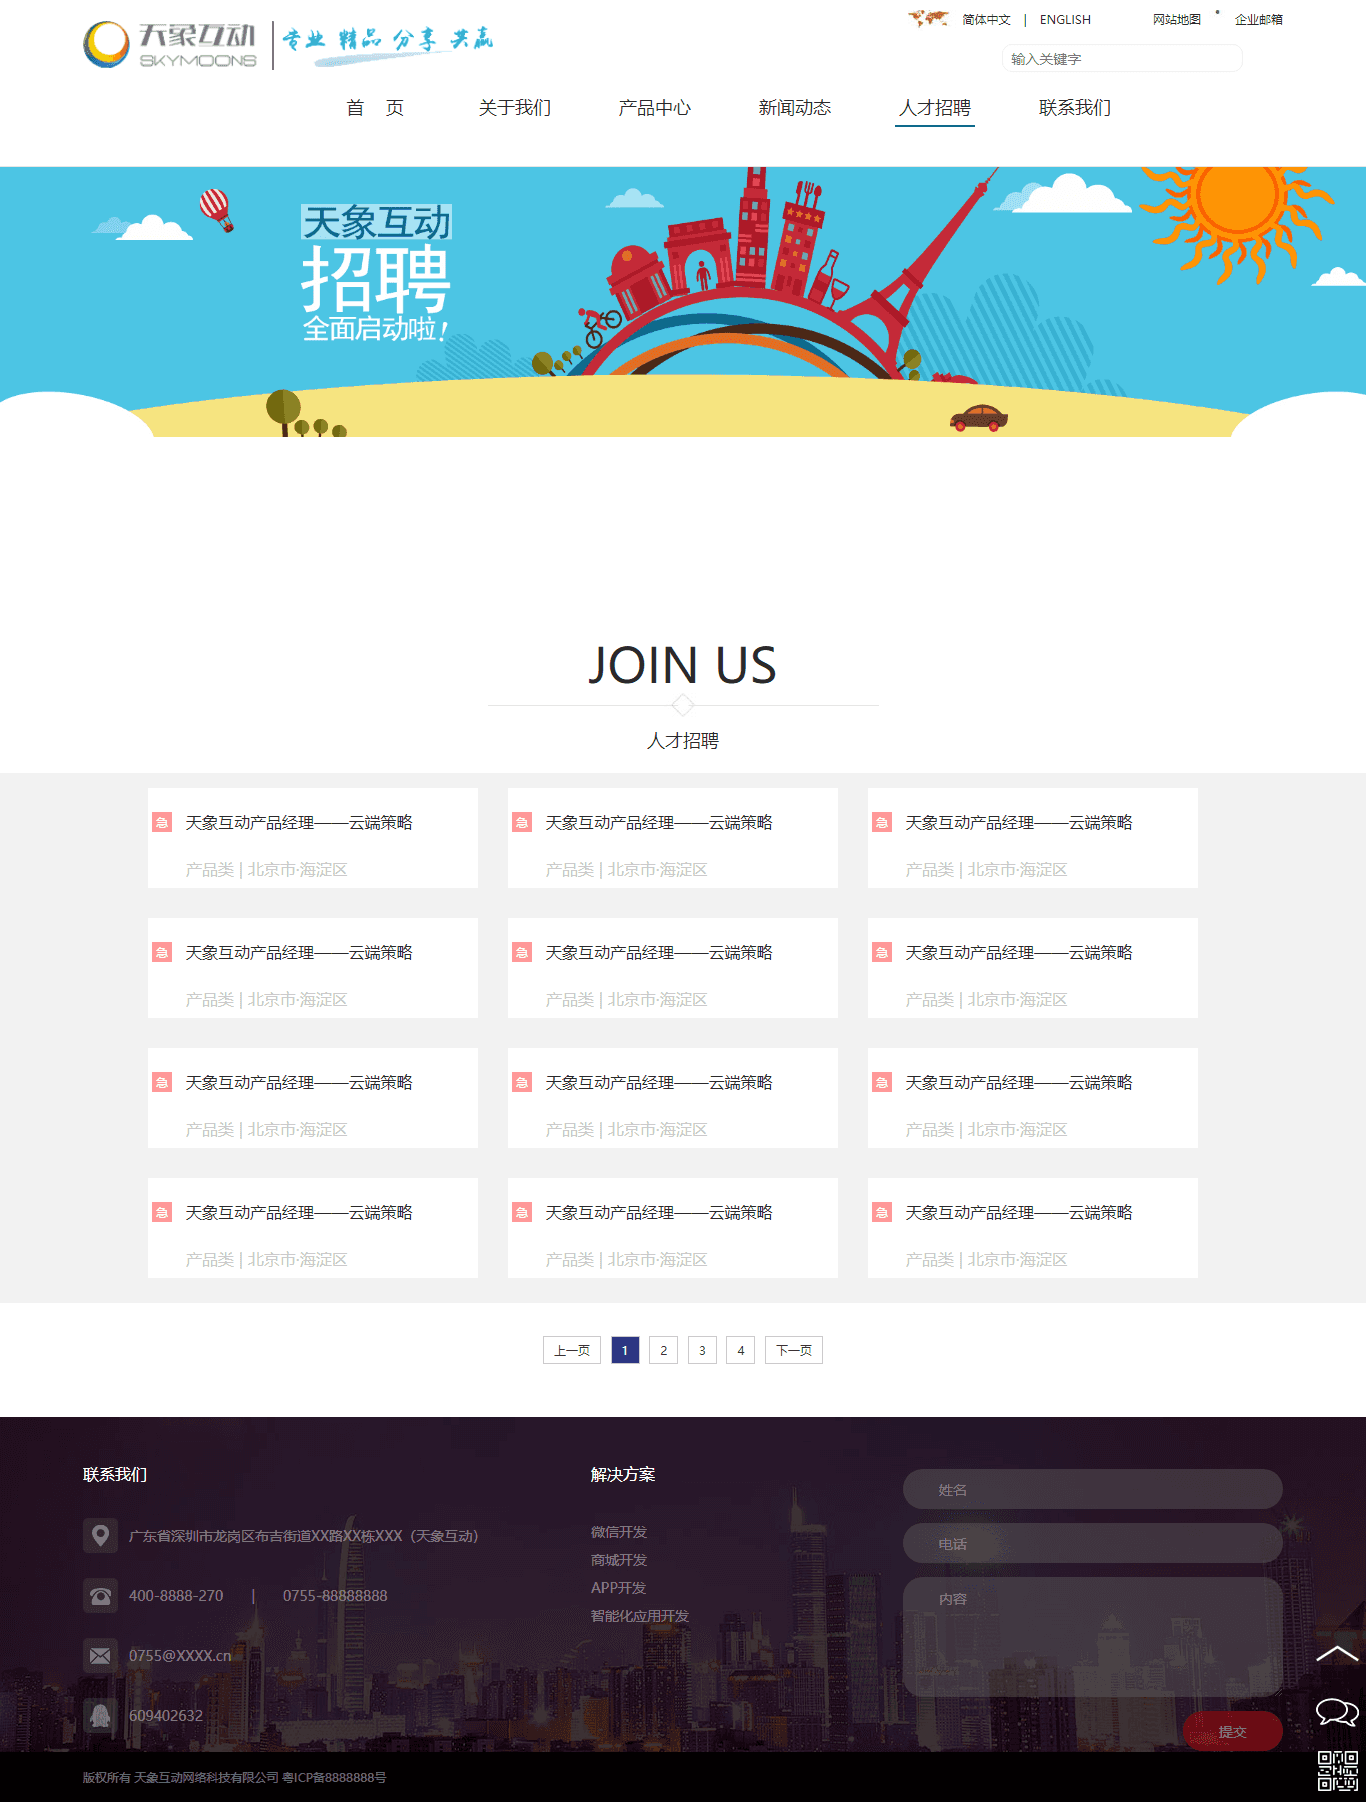 简体中文 | ENGLISH 网站地图 • 企业邮箱
天象互动 专业 精品 分享 共赢
SKYMOONS
输入关键字
首 页 关于我们 产品中心 新闻动态 人才招聘 联系我们
天象互动
招聘
全面启动啦!
JOIN US
人才招聘
急 天象互动产品经理——云端策略 急 天象互动产品经理——云端策略 急 天象互动产品经理——云端策略
产品类 | 北京市·海淀区 产品类 | 北京市·海淀区 产品类 | 北京市·海淀区
急 天象互动产品经理——云端策略 急 天象互动产品经理——云端策略 急 天象互动产品经理——云端策略
产品类 | 北京市·海淀区 产品类 | 北京市·海淀区 产品类 | 北京市·海淀区
急 天象互动产品经理——云端策略 急 天象互动产品经理——云端策略 急 天象互动产品经理——云端策略
产品类 | 北京市·海淀区 产品类 | 北京市·海淀区 产品类 | 北京市·海淀区
急 天象互动产品经理——云端策略 急 天象互动产品经理——云端策略 急 天象互动产品经理——云端策略
产品类 | 北京市·海淀区 产品类 | 北京市·海淀区 产品类 | 北京市·海淀区
上一页 1 2 3 4 下一页
联系我们
广东省深圳市龙岗区布吉街道XX路XX栋XXX（天象互动）
400-8888-270 | 0755-88888888
0755@XXXX.cn
609402632
解决方案
微信开发
商城开发
APP开发
智能化应用开发
姓名
电话
内容
提交
版权所有 天象互动网络科技有限公司 粤ICP备8888888号